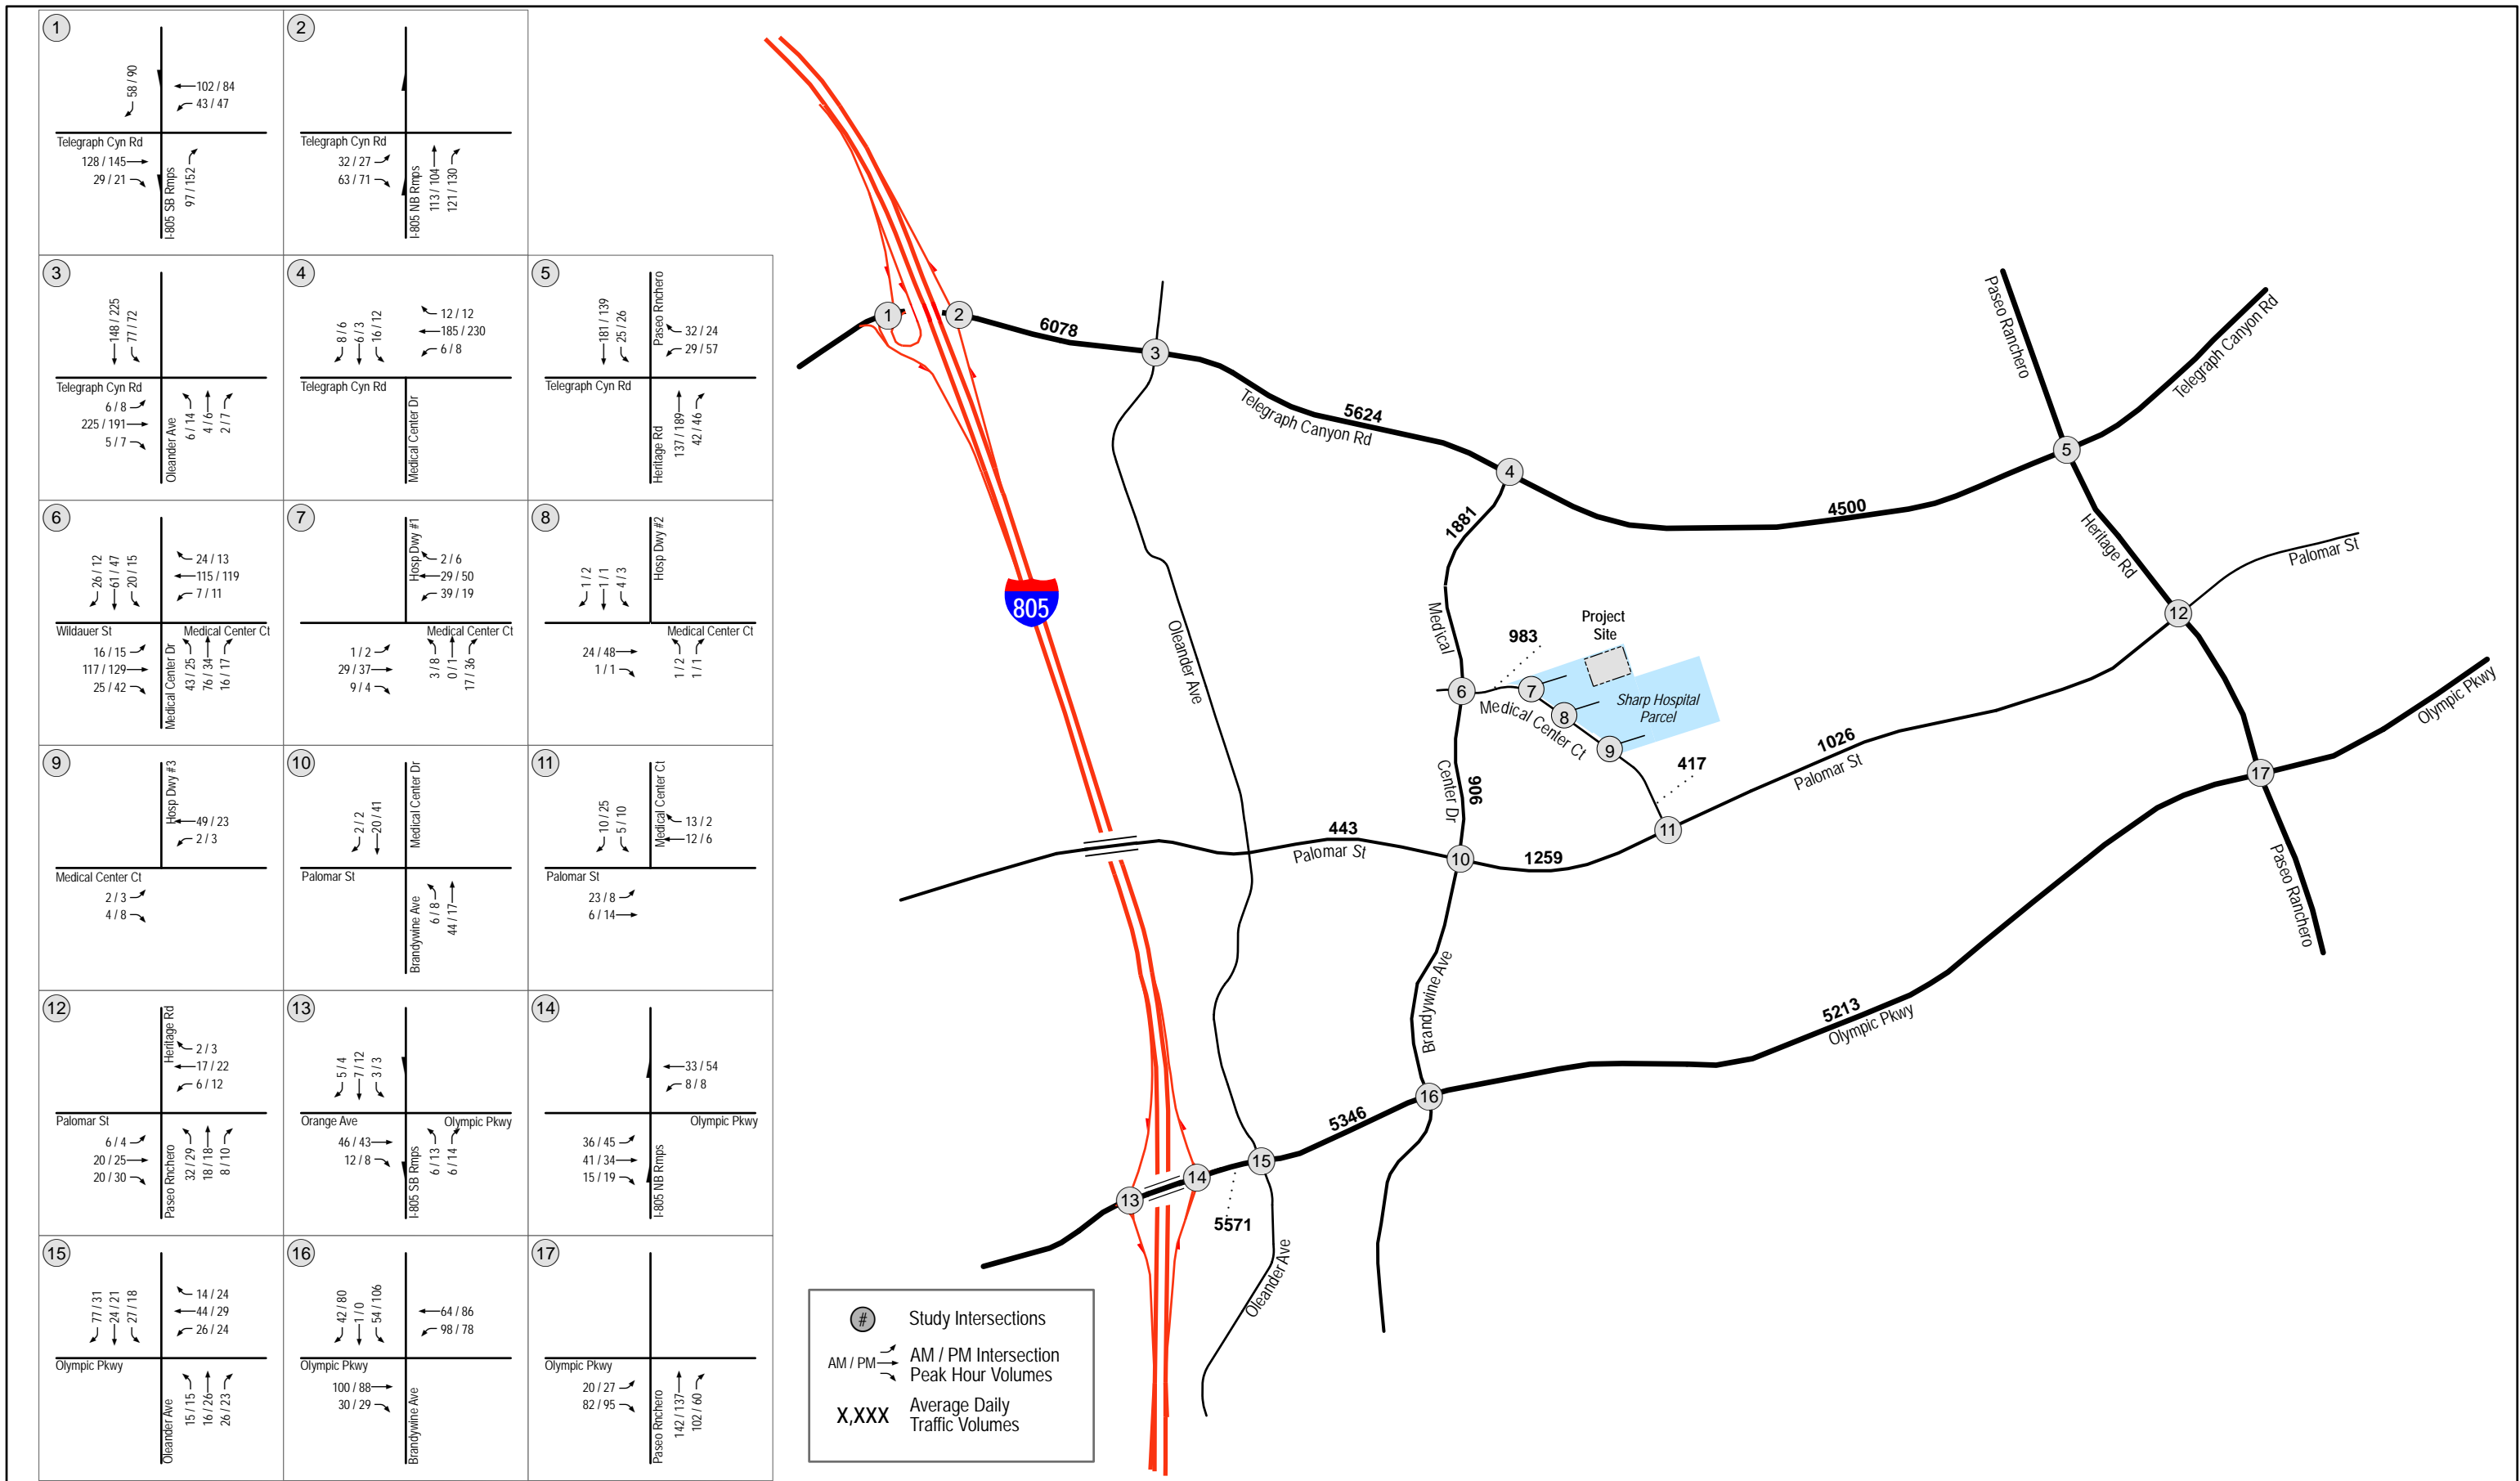 1
58 / 90
102 / 84
43 / 47
Telegraph Cyn Rd
128 / 145
29 / 21
I-805 SB Rmps
97 / 152
2
Telegraph Cyn Rd
32 / 27
63 / 71
I-805 NB Rmps
113 / 104
121 / 130
3
148 / 225
77 / 72
Telegraph Cyn Rd
6 / 8
225 / 191
5 / 7
Oleander Ave
6 / 14
4 / 6
2 / 7
4
8 / 6
6 / 3
16 / 12
12 / 12
185 / 230
6 / 8
Telegraph Cyn Rd
Medical Center Dr
5
181 / 139
25 / 26
Paseo Rnchero
32 / 24
29 / 57
Telegraph Cyn Rd
Heritage Rd
137 / 189
42 / 46
6
26 / 12
61 / 47
20 / 15
24 / 13
115 / 119
7 / 11
Wildauer St
Medical Center Ct
16 / 15
117 / 129
25 / 42
Medical Center Dr
43 / 25
76 / 34
16 / 17
7
Hosp Dwy #1
2 / 6
29 / 50
39 / 19
Medical Center Ct
1 / 2
29 / 37
9 / 4
3 / 8
0 / 1
17 / 36
8
1 / 2
1 / 1
4 / 3
Hosp Dwy #2
Medical Center Ct
24 / 48
1 / 1
1 / 2
1 / 1
9
Hosp Dwy #3
49 / 23
2 / 3
Medical Center Ct
2 / 3
4 / 8
10
2 / 2
20 / 41
Medical Center Dr
Palomar St
Brandywine Ave
6 / 8
44 / 17
11
10 / 25
5 / 10
Medical Center Ct
13 / 2
12 / 6
Palomar St
23 / 8
6 / 14
12
Heritage Rd
2 / 3
17 / 22
6 / 12
Palomar St
6 / 4
20 / 25
20 / 30
Paseo Rnchero
32 / 29
18 / 18
8 / 10
13
5 / 4
7 / 12
3 / 3
Orange Ave
Olympic Pkwy
46 / 43
12 / 8
I-805 SB Rmps
6 / 13
6 / 14
14
33 / 54
8 / 8
Olympic Pkwy
36 / 45
41 / 34
15 / 19
I-805 NB Rmps
15
77 / 31
24 / 21
27 / 18
14 / 24
44 / 29
26 / 24
Olympic Pkwy
Oleander Ave
15 / 15
16 / 26
26 / 23
16
42 / 80
1 / 0
54 / 106
64 / 86
98 / 78
Olympic Pkwy
100 / 88
30 / 29
Brandywine Ave
17
Olympic Pkwy
20 / 27
82 / 95
Paseo Rnchero
142 / 137
102 / 60
1
2
6078
3
Telegraph Canyon Rd
5624
4
4500
5
Paseo Ranchero
Telegraph Canyon Rd
Heritage Rd
Palomar St
12
1881
805
Oleander Ave
Medical
Center Dr
906
6
983
7
8
9
Medical Center Ct
Project
Site
Sharp Hospital
Parcel
417
11
1026
Palomar St
443
Palomar St
10
1259
17
Olympic Pkwy
Paseo Ranchero
Brandywine Ave
5213
Olympic Pkwy
16
5346
15
14
13
5571
Oleander Ave
# Study Intersections
AM / PM AM / PM Intersection
Peak Hour Volumes
X,XXX Average Daily
Traffic Volumes